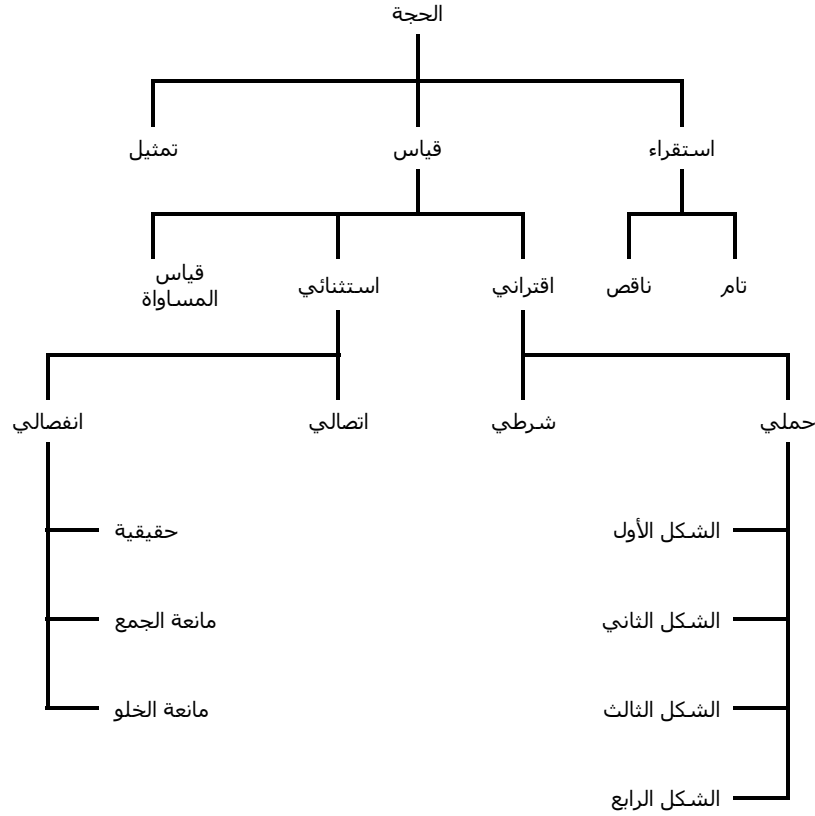 الحجة
استقراء
قياس
تمثيل
تام
ناقص
اقتراني
استثنائي
قياس
المساواة
حملي
شرطي
اتصالي
انفصالي
الشكل الأول
حقيقية
الشكل الثاني
مانعة الجمع
الشكل الثالث
مانعة الخلو
الشكل الرابع